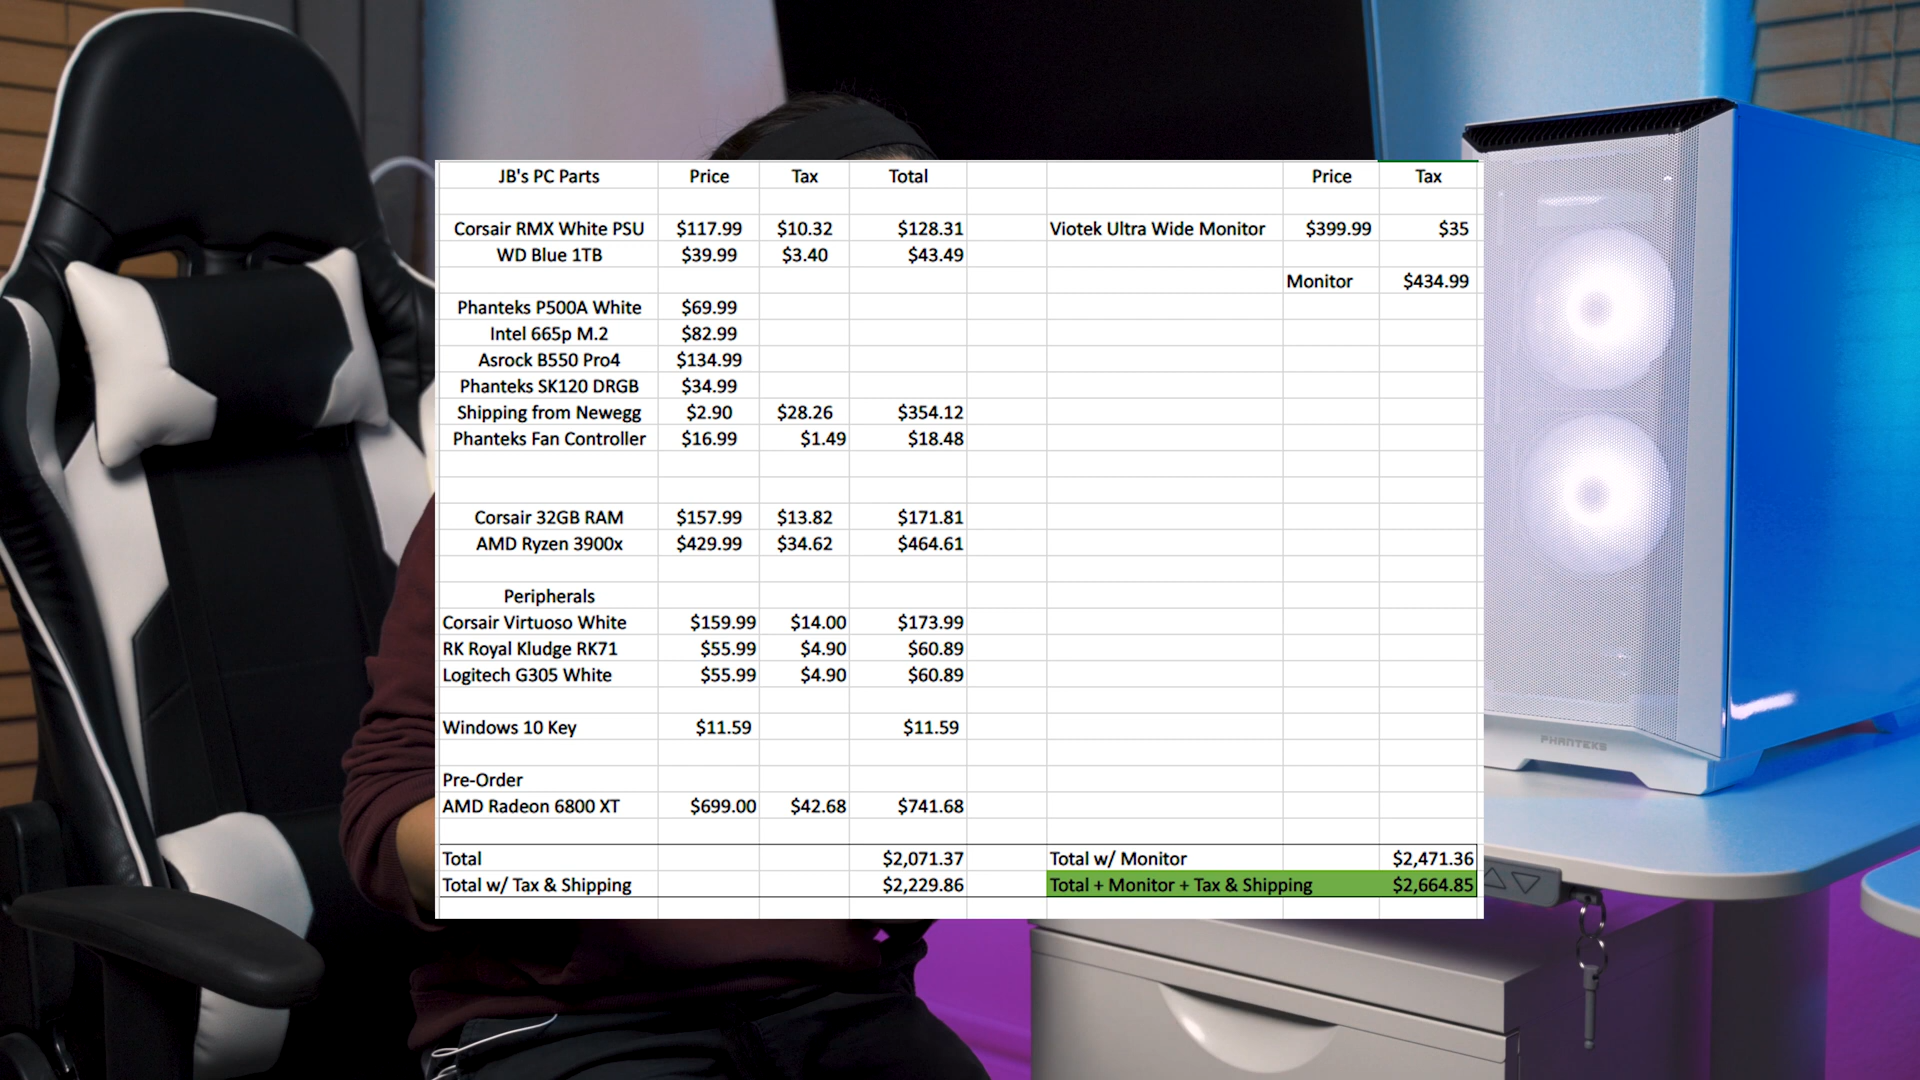 JB's PC Parts Price Tax Total Price Tax
Corsair RMX White PSU $117.99 $10.32 $128.31 Viotek Ultra Wide Monitor $399.99 $35
WD Blue 1TB $39.99 $3.40 $43.49
Monitor $434.99
Phanteks P500A White $69.99
Intel 665p M.2 $82.99
Asrock B550 Pro4 $134.99
Phanteks SK120 DRGB $34.99
Shipping from Newegg $2.90 $28.26 $354.12
Phanteks Fan Controller $16.99 $1.49 $18.48
Corsair 32GB RAM $157.99 $13.82 $171.81
AMD Ryzen 3900x $429.99 $34.62 $464.61
Peripherals
Corsair Virtuoso White $159.99 $14.00 $173.99
RK Royal Kludge RK71 $55.99 $4.90 $60.89
Logitech G305 White $55.99 $4.90 $60.89
Windows 10 Key $11.59 $11.59
Pre-Order
AMD Radeon 6800 XT $699.00 $42.68 $741.68
Total $2,071.37 Total w/ Monitor $2,471.36
Total w/ Tax & Shipping $2,229.86 Total + Monitor + Tax & Shipping $2,664.85
PHANTEKS